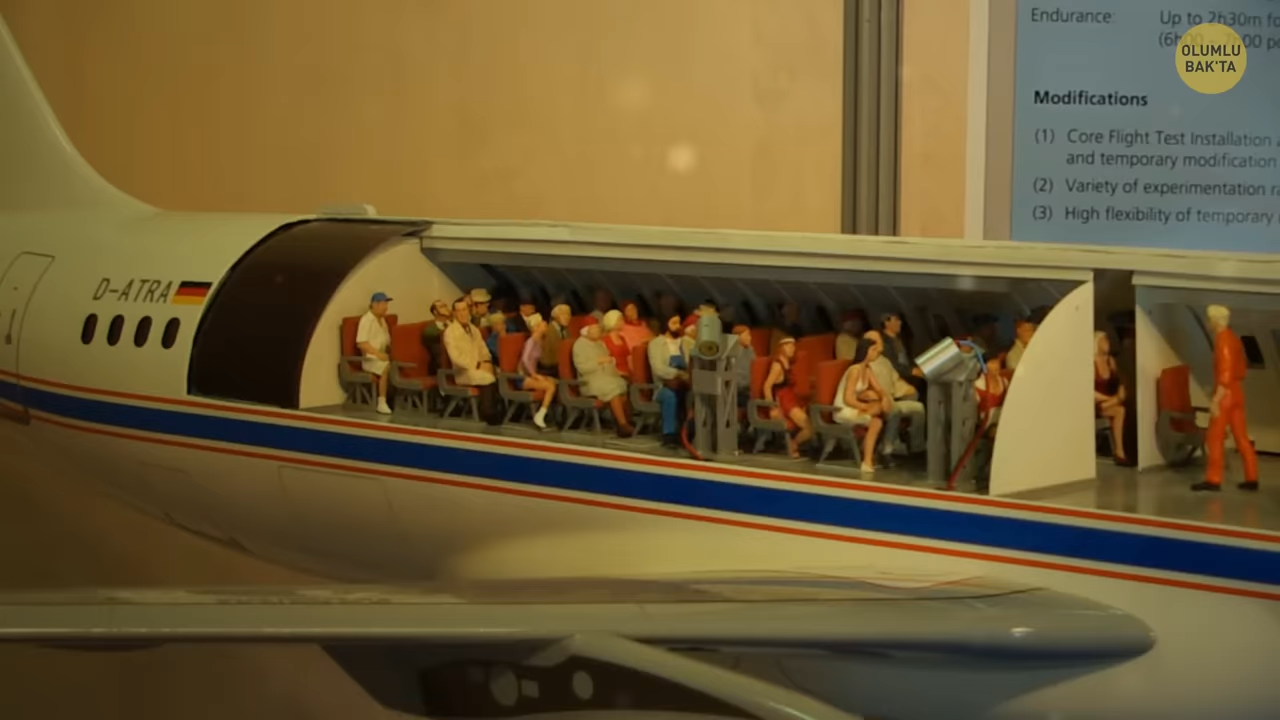 Endurance: Up to 2h30m
OLUMLU
BAK'TA
Modifications
(1) Core Flight Test Installation
and temporary modification
(2) Variety of experimentation
(3) High flexibility of temporary
D-ATRA